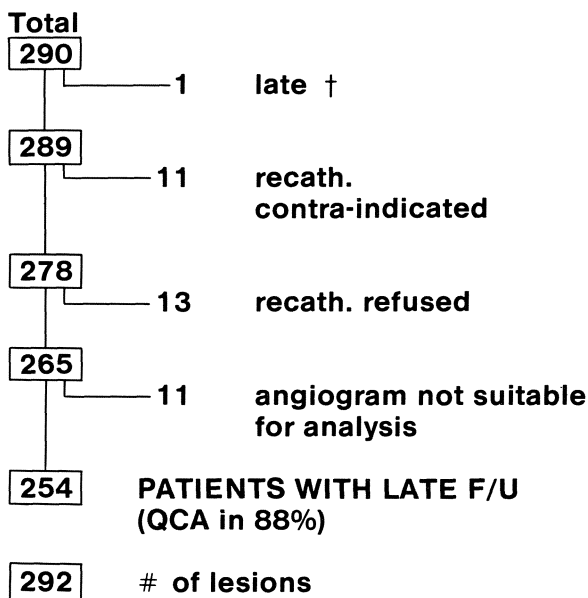 Total
290
1 late †
289
11 recath.
contra-indicated
278
13 recath. refused
265
11 angiogram not suitable
for analysis
254 PATIENTS WITH LATE F/U
(QCA in 88%)
292 # of lesions